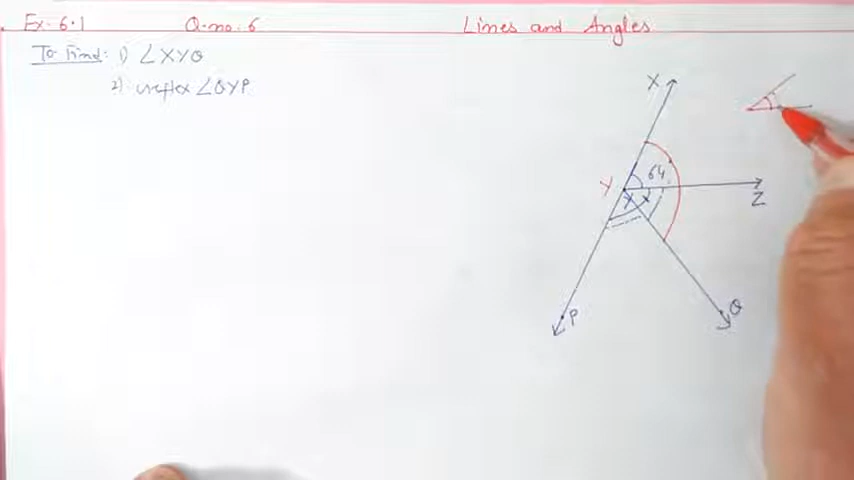 Ex-6.1 Q.no.6 Lines and Angles
To Find: 1) ∠XYQ
2) reflex ∠QYP
X
64
Y
y x
Z
P
Q